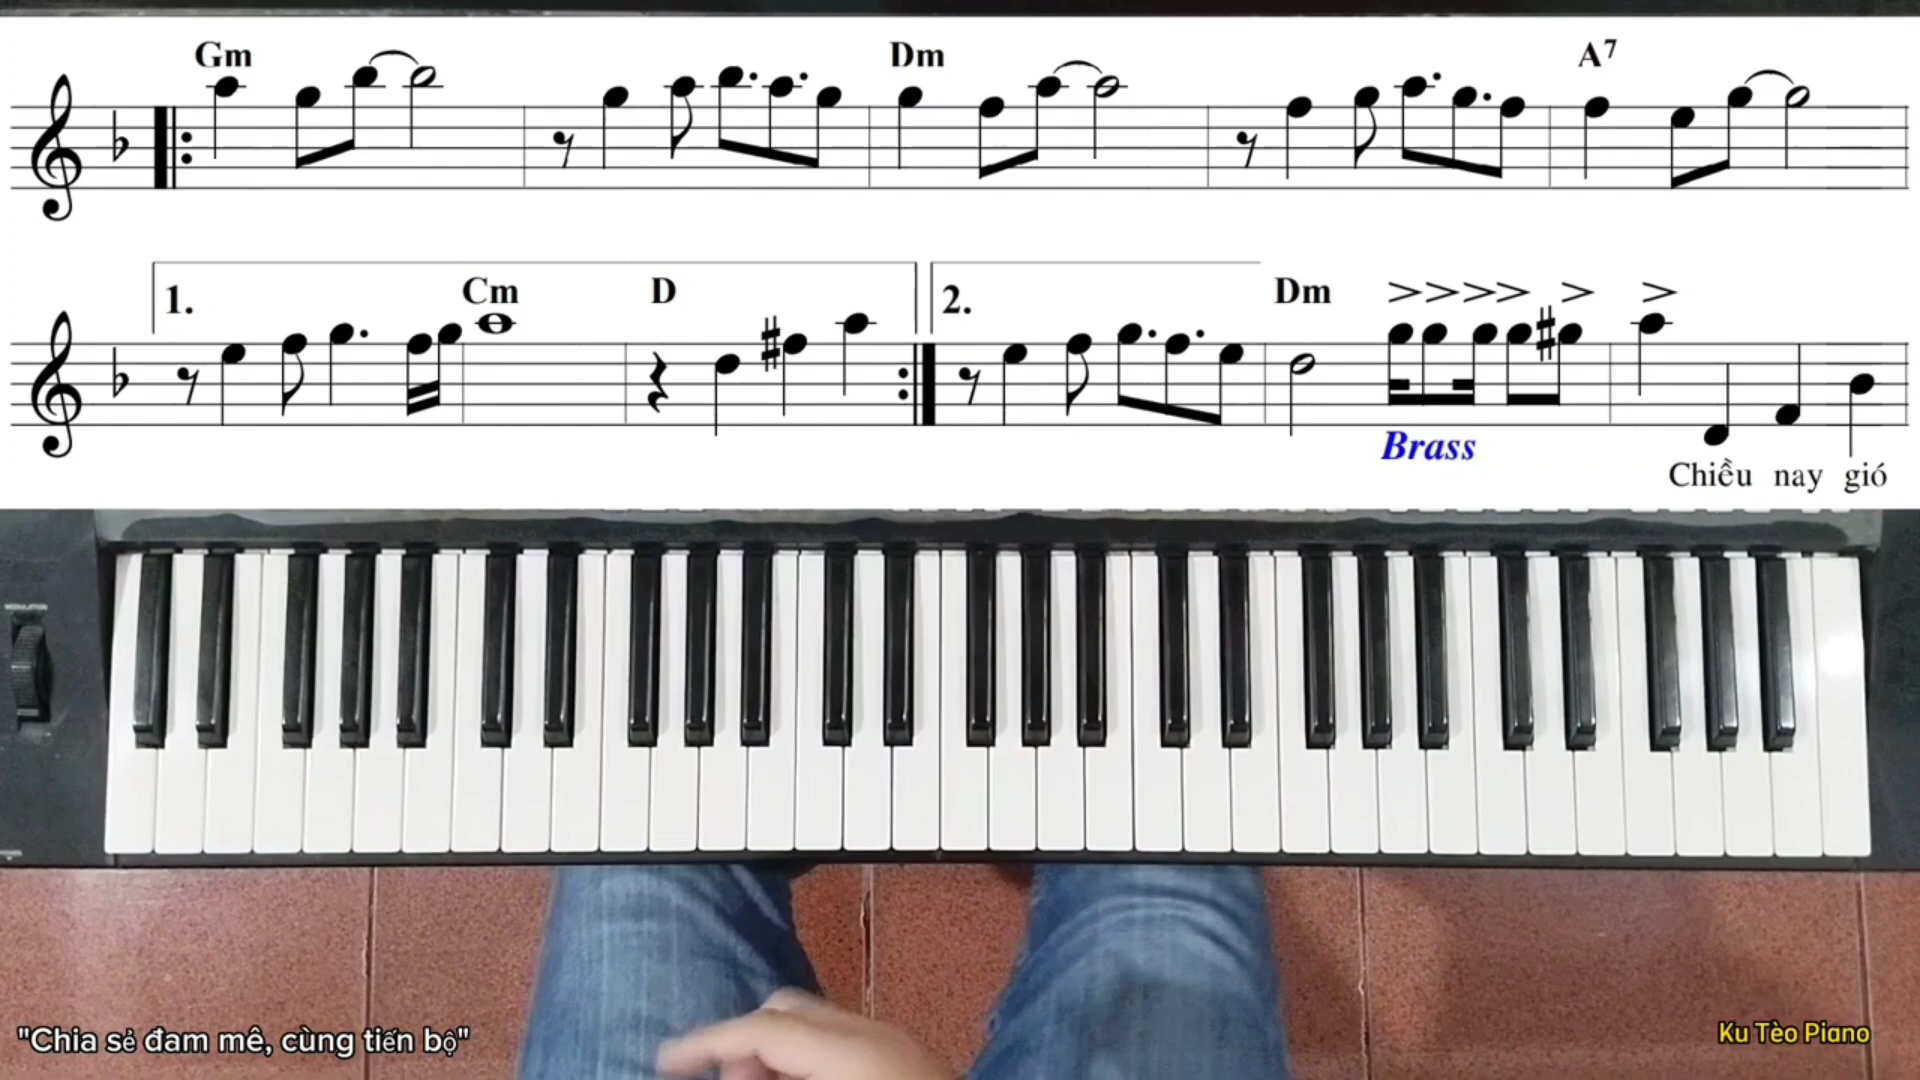 Gm Dm A7
1. Cm D 2. Dm
Brass
Chiều nay gió
MODULATION
"Chia sẻ đam mê, cùng tiến bộ"
Ku Tèo Piano